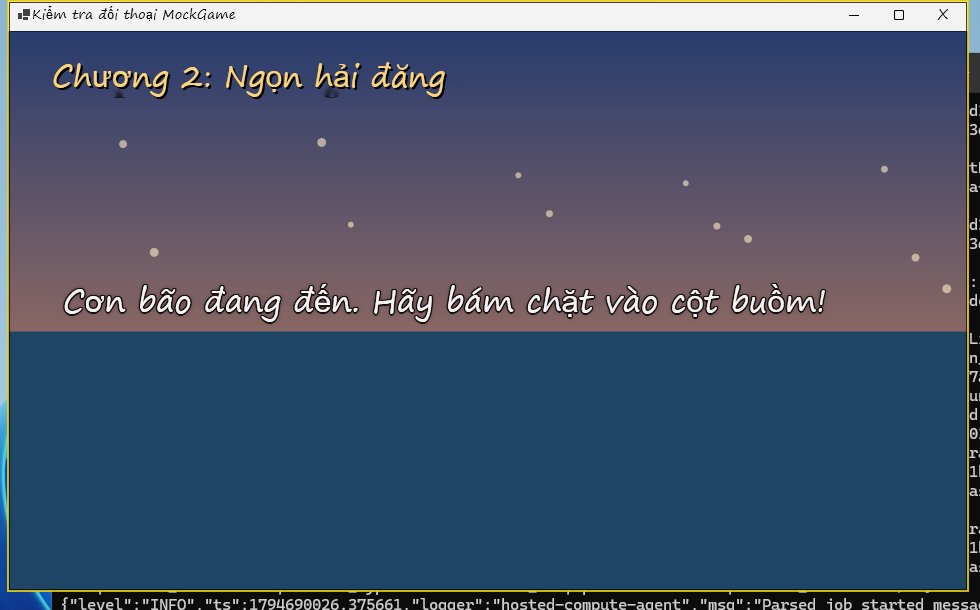 Kiểm tra đối thoại MockGame
Chương 2: Ngọn hải đăng
Cơn bão đang đến. Hãy bám chặt vào cột buồm!
{"level":"INFO","ts":1794690026.375661,"logger":"hosted-compute-agent","msg":"Parsed job started mess